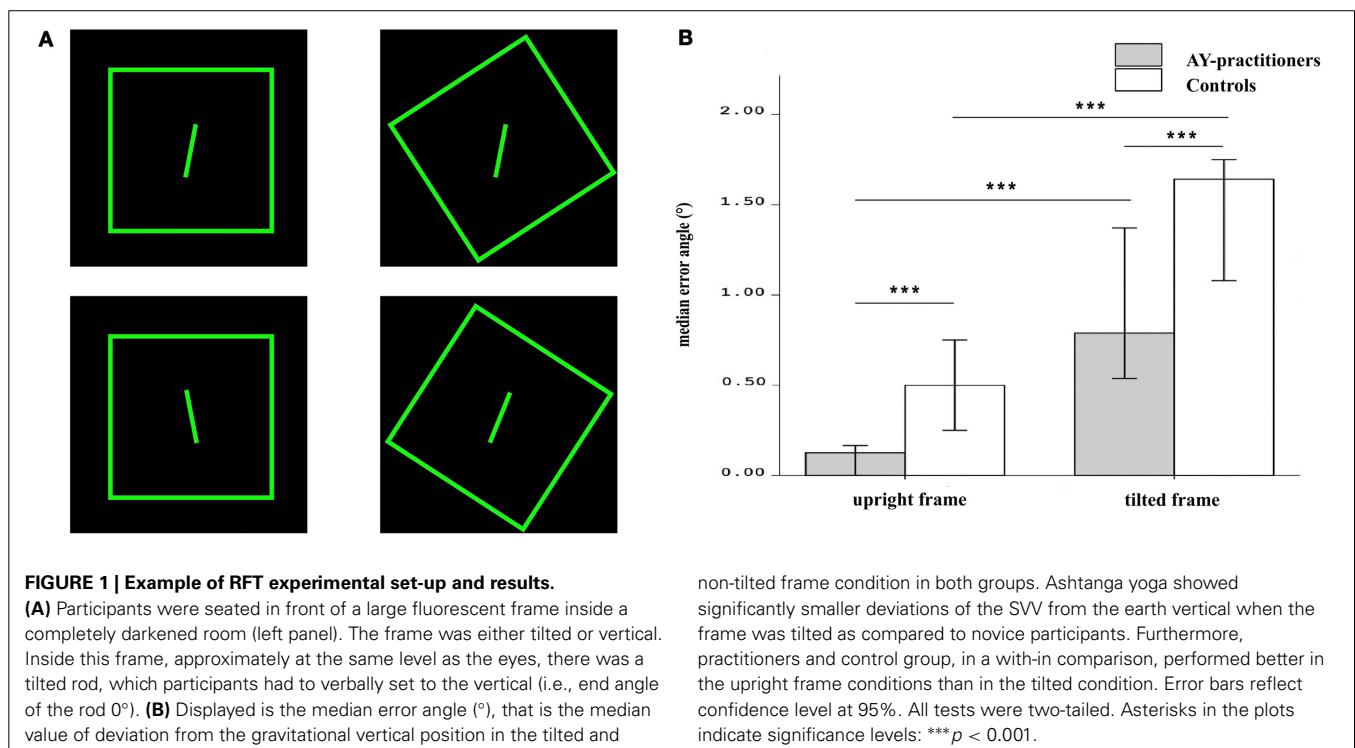 A
B
AY-practitioners
Controls
***
***
***
***
2.00
1.50
1.00
0.50
0.00
median error angle (°)
upright frame
tilted frame
FIGURE 1 | Example of RFT experimental set-up and results.
(A) Participants were seated in front of a large fluorescent frame inside a
completely darkened room (left panel). The frame was either tilted or vertical.
Inside this frame, approximately at the same level as the eyes, there was a
tilted rod, which participants had to verbally set to the vertical (i.e., end angle
of the rod 0°). (B) Displayed is the median error angle (°), that is the median
value of deviation from the gravitational vertical position in the tilted and
non-tilted frame condition in both groups. Ashtanga yoga showed
significantly smaller deviations of the SVV from the earth vertical when the
frame was tilted as compared to novice participants. Furthermore,
practitioners and control group, in a with-in comparison, performed better in
the upright frame conditions than in the tilted condition. Error bars reflect
confidence level at 95%. All tests were two-tailed. Asterisks in the plots
indicate significance levels: ***p < 0.001.